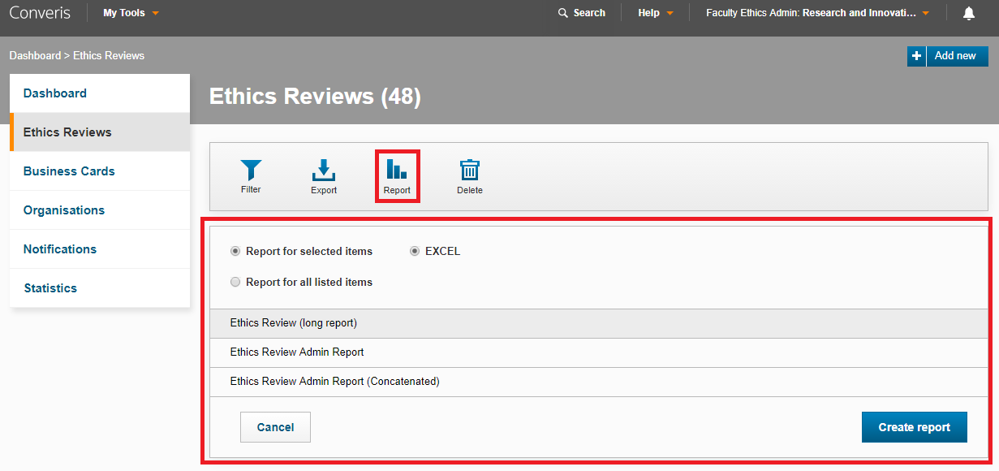 Converis
My Tools
Search
Help
Faculty Ethics Admin: Research and Innovati...
Dashboard > Ethics Reviews
+ Add new
Dashboard
Ethics Reviews
Business Cards
Organisations
Notifications
Statistics
Ethics Reviews (48)
Filter
Export
Report
Delete
Report for selected items
EXCEL
Report for all listed items
Ethics Review (long report)
Ethics Review Admin Report
Ethics Review Admin Report (Concatenated)
Cancel
Create report